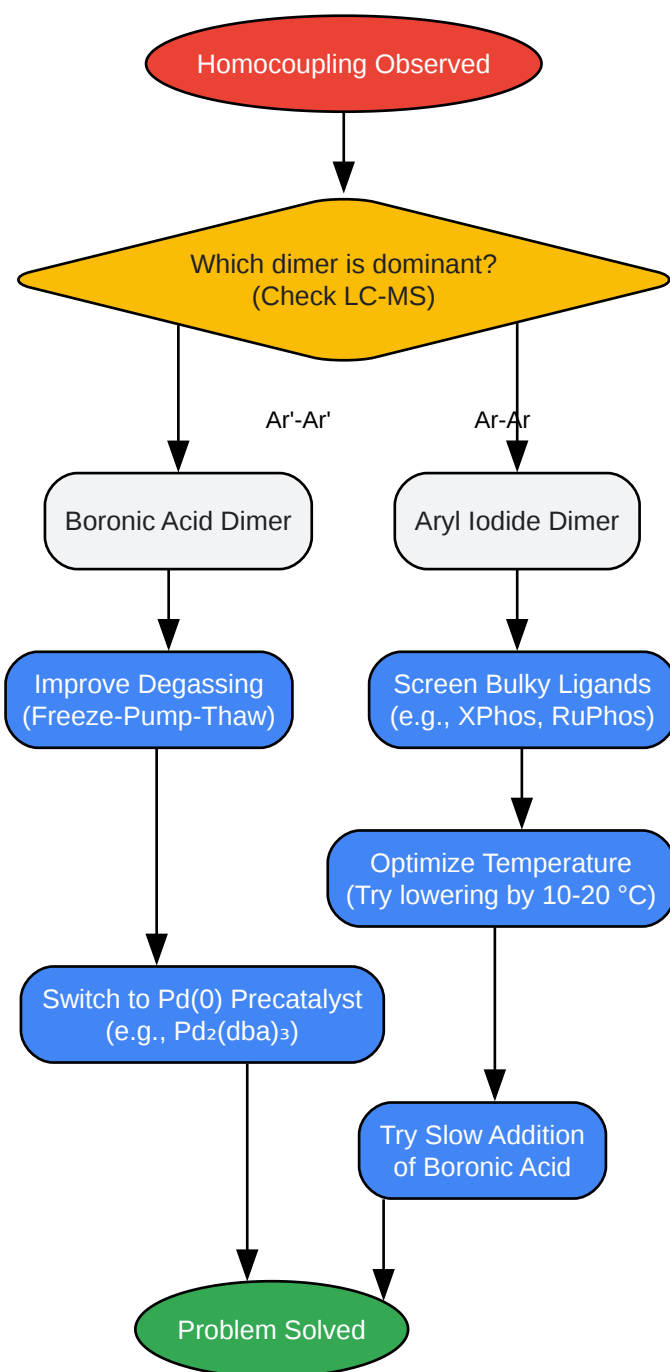 Homocoupling Observed
Which dimer is dominant?
(Check LC-MS)
Ar'-Ar'
Ar-Ar
Boronic Acid Dimer
Aryl Iodide Dimer
Improve Degassing
(Freeze-Pump-Thaw)
Screen Bulky Ligands
(e.g., XPhos, RuPhos)
Optimize Temperature
(Try lowering by 10-20 °C)
Switch to Pd(0) Precatalyst
(e.g., Pd₂(dba)₃)
Try Slow Addition
of Boronic Acid
Problem Solved